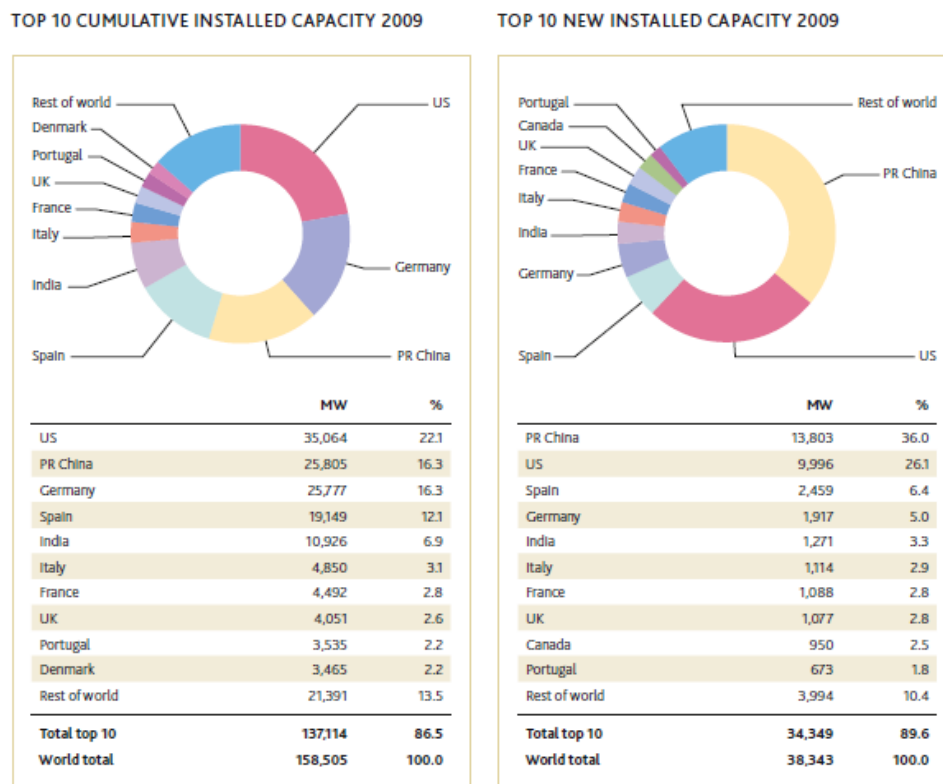 TOP 10 CUMULATIVE INSTALLED CAPACITY 2009
Rest of world
Denmark
Portugal
UK
France
Italy
India
Spain
US
Germany
PR China
MW %
US 35,064 22.1
PR China 25,805 16.3
Germany 25,777 16.3
Spain 19,149 12.1
India 10,926 6.9
Italy 4,850 3.1
France 4,492 2.8
UK 4,051 2.6
Portugal 3,535 2.2
Denmark 3,465 2.2
Rest of world 21,391 13.5
Total top 10 137,114 86.5
World total 158,505 100.0
TOP 10 NEW INSTALLED CAPACITY 2009
Portugal
Canada
UK
France
Italy
India
Germany
Spain
Rest of world
PR China
US
MW %
PR China 13,803 36.0
US 9,996 26.1
Spain 2,459 6.4
Germany 1,917 5.0
India 1,271 3.3
Italy 1,114 2.9
France 1,088 2.8
UK 1,077 2.8
Canada 950 2.5
Portugal 673 1.8
Rest of world 3,994 10.4
Total top 10 34,349 89.6
World total 38,343 100.0